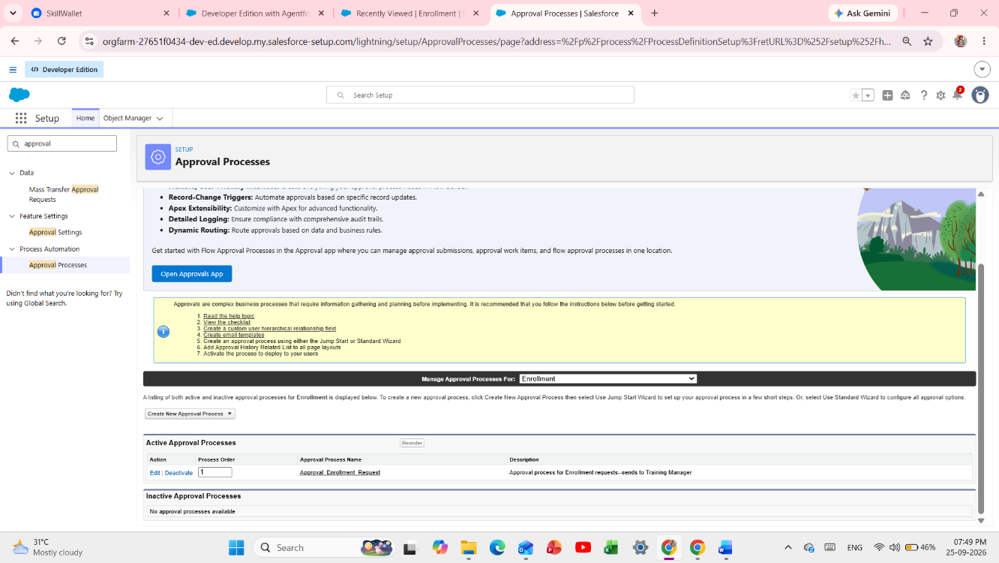 SkillWallet
Developer Edition with Agentfo
Recently Viewed | Enrollment | S
Approval Processes | Salesforce
Ask Gemini
orgfarm-27651f0434-dev-ed.develop.my.salesforce-setup.com/lightning/setup/ApprovalProcesses/page?address=%2Fp%2Fprocess%2FProcessDefinitionSetup%3FretURL%3D%252Fsetup%252Fh...
Developer Edition
Search Setup
2
Setup
Home
Object Manager
approval
Data
Mass Transfer Approval
Requests
Feature Settings
Approval Settings
Process Automation
Approval Processes
Didn't find what you're looking for? Try
using Global Search.
SETUP
Approval Processes
Record-Change Triggers: Automate approvals based on specific record updates.
Apex Extensibility: Customize with Apex for advanced functionality.
Detailed Logging: Ensure compliance with comprehensive audit trails.
Dynamic Routing: Route approvals based on data and business rules.
Get started with Flow Approval Processes in the Approval app where you can manage approval submissions, approval work items, and flow approval processes in one location.
Open Approvals App
Approvals are complex business processes that require information gathering and planning before implementing. It is recommended that you follow the instructions below before getting started.
1. Read the help topic
2. View the checklist
3. Create a custom user hierarchical relationship field
4. Create email templates
5. Create an approval process using either the Jump Start or Standard Wizard
6. Add Approval History Related List to all page layouts
7. Activate the process to deploy to your users
Manage Approval Processes For: Enrollment
A listing of both active and inactive approval processes for Enrollment is displayed below. To create a new approval process, click Create New Approval Process then select Use Jump Start Wizard to set up your approval process in a few short steps. Or, select Use Standard Wizard to configure all approval options.
Create New Approval Process
Active Approval Processes
Reorder
Action Process Order Approval Process Name Description
Edit | Deactivate 1 Approval_Enrollment_Request Approval process for Enrollment requests--sends to Training Manager
Inactive Approval Processes
No approval processes available
31°C
Mostly cloudy
Search
ENG
46%
07:49 PM
25-09-2026